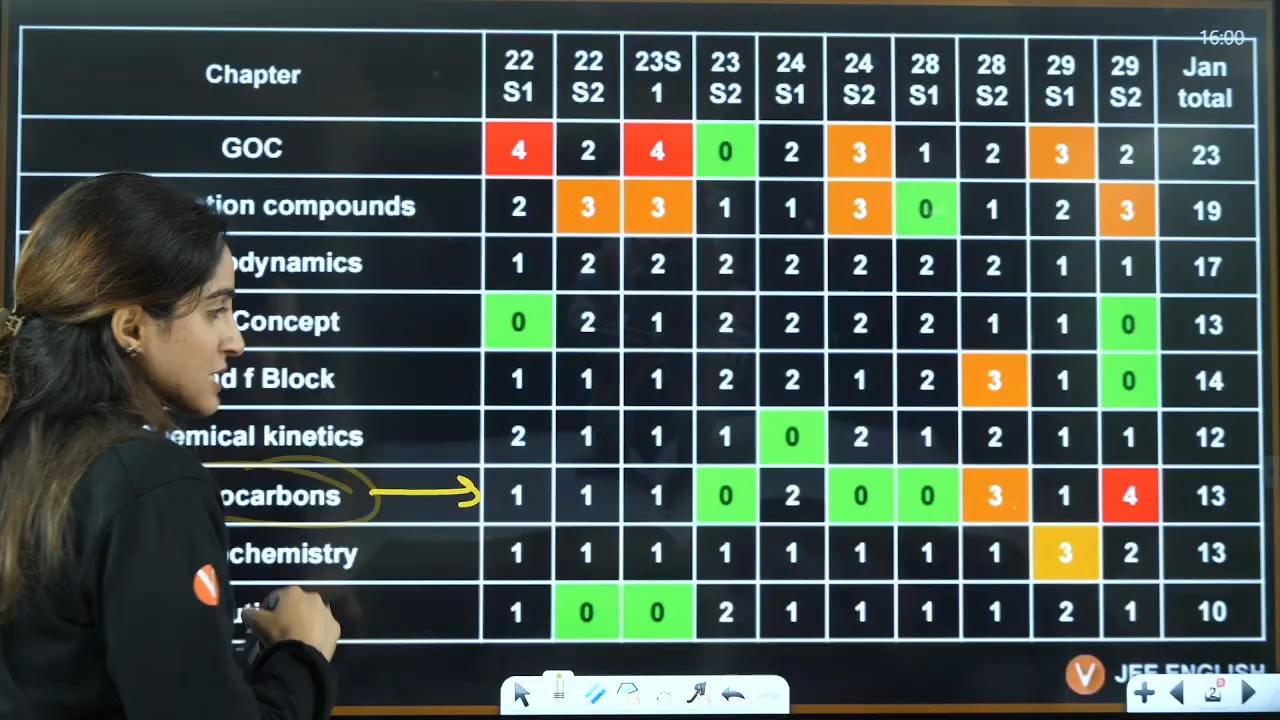 16:00
Chapter 22 S1 22 S2 23S 1 23 S2 24 S1 24 S2 28 S1 28 S2 29 S1 29 S2 Jan total
GOC 4 2 4 0 2 3 1 2 3 2 23
tion compounds 2 3 3 1 1 3 0 1 2 3 19
odynamics 1 2 2 2 2 2 2 2 1 1 17
Concept 0 2 1 2 2 2 2 1 1 0 13
d f Block 1 1 1 2 2 1 2 3 1 0 14
emical kinetics 2 1 1 1 0 2 1 2 1 1 12
ocarbons 1 1 1 0 2 0 0 3 1 4 13
ochemistry 1 1 1 1 1 1 1 1 3 2 13
1 0 0 2 1 1 1 1 2 1 10
V
V JEE ENGLISH
2
0